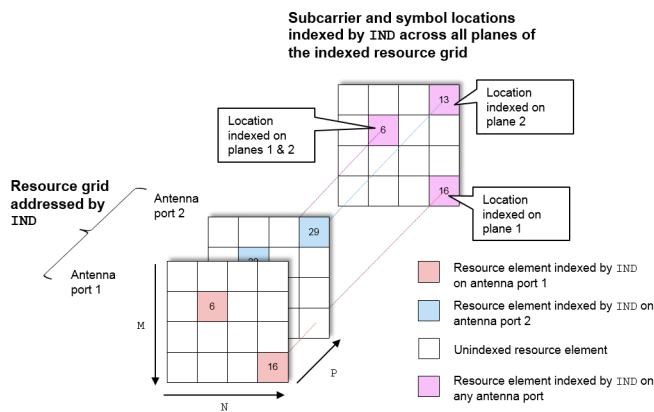 Subcarrier and symbol locations
indexed by IND across all planes of
the indexed resource grid
13
Location
indexed on
plane 2
Location
indexed on
planes 1 & 2
6
16
Location
indexed on
plane 1
Resource grid
addressed by
IND
Antenna
port 2
Antenna
port 1
29
6
16
M
N
P
Resource element indexed by IND
on antenna port 1
Resource element indexed by IND on
antenna port 2
Unindexed resource element
Resource element indexed by IND on
any antenna port